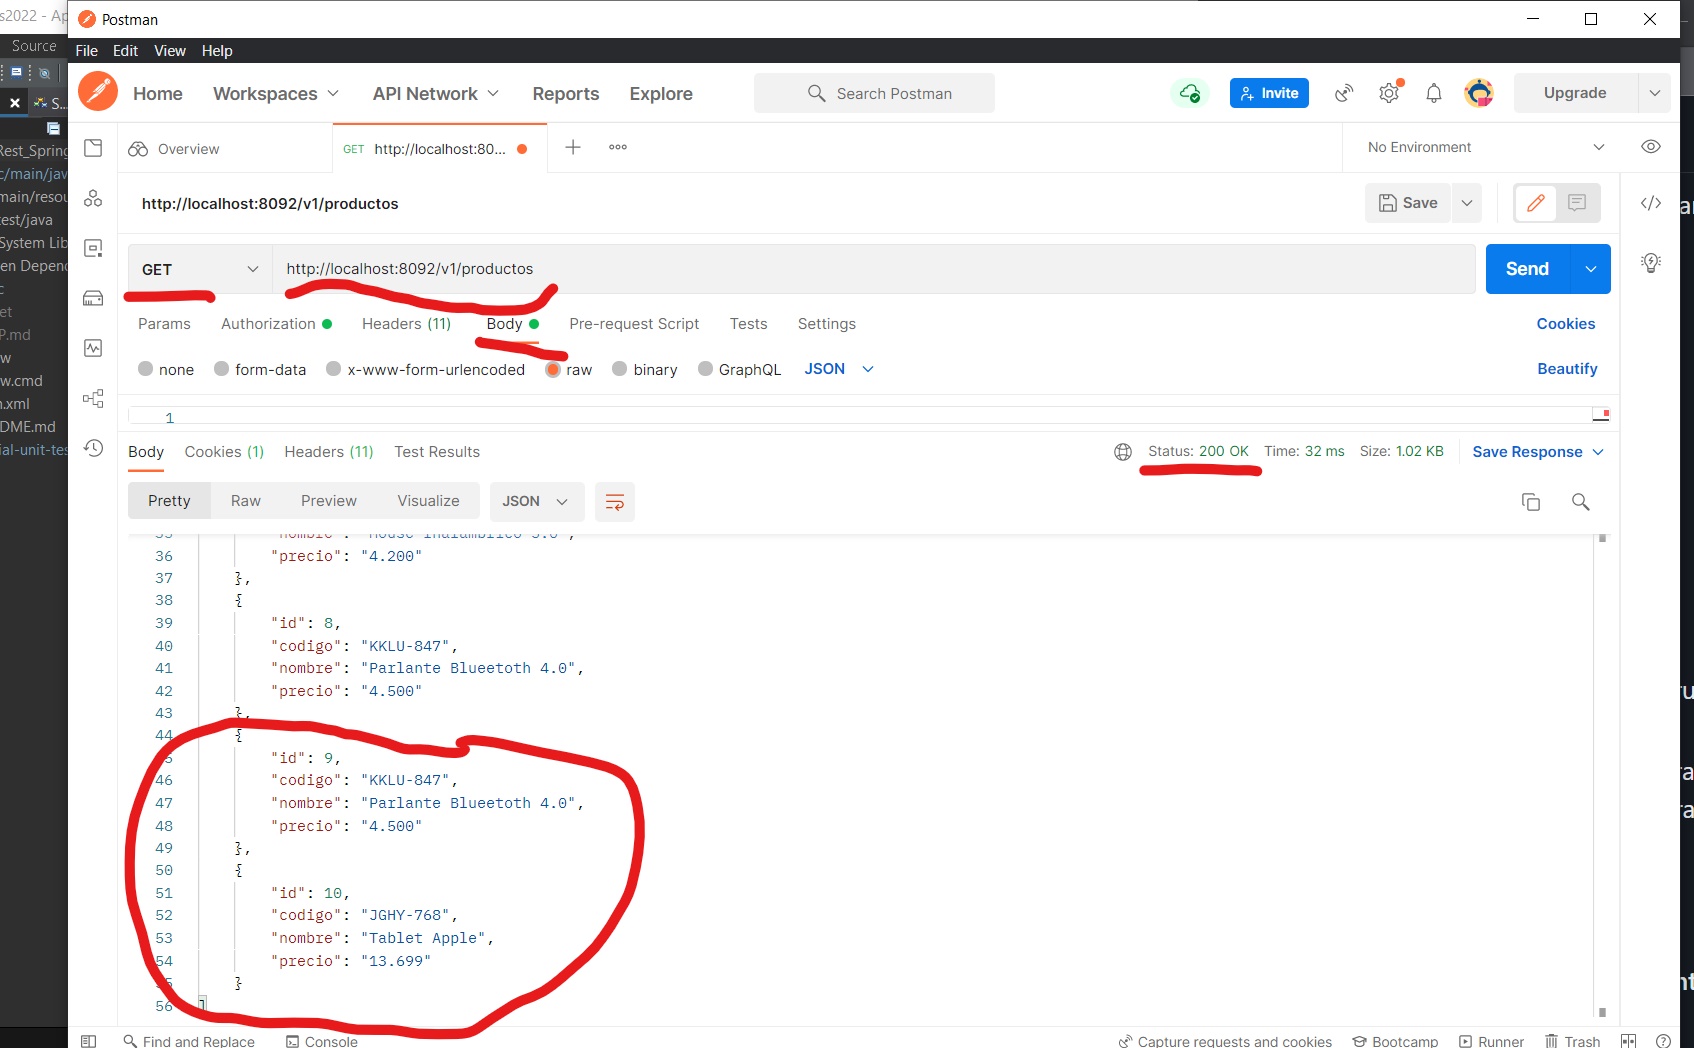 s2022 - Ap
Postman
Source
File Edit View Help
Home Workspaces API Network Reports Explore
Search Postman
Invite
Upgrade
S...
Rest_Spring
c/main/jav
main/resou
test/java
System Lib
en Depend
c
et
P.md
w
w.cmd
n.xml
DME.md
ial-unit-tes
Overview
GET http://localhost:80...
No Environment
http://localhost:8092/v1/productos
Save
GET
http://localhost:8092/v1/productos
Send
Params Authorization Headers (11) Body Pre-request Script Tests Settings
Cookies
none form-data x-www-form-urlencoded raw binary GraphQL JSON
Beautify
1
Body Cookies (1) Headers (11) Test Results
Status: 200 OK Time: 32 ms Size: 1.02 KB Save Response
Pretty Raw Preview Visualize JSON
35 "nombre": "Mouse Inalambrico 3.0",
36 "precio": "4.200"
37 },
38 {
39 "id": 8,
40 "codigo": "KKLU-847",
41 "nombre": "Parlante Blueetoth 4.0",
42 "precio": "4.500"
43 },
44 {
45 "id": 9,
46 "codigo": "KKLU-847",
47 "nombre": "Parlante Blueetoth 4.0",
48 "precio": "4.500"
49 },
50 {
51 "id": 10,
52 "codigo": "JGHY-768",
53 "nombre": "Tablet Apple",
54 "precio": "13.699"
55 }
56 ]
Find and Replace Console
Capture requests and cookies Bootcamp Runner Trash